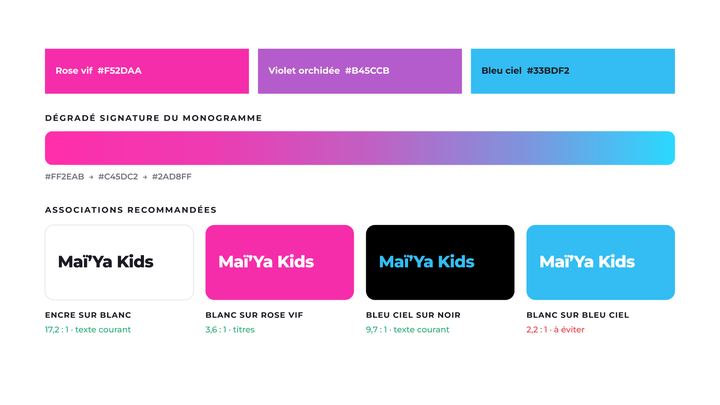 Rose vif #F52DAA
Violet orchidée #B45CCB
Bleu ciel #33BDF2
DÉGRADÉ SIGNATURE DU MONOGRAMME
#FF2EAB → #C45DC2 → #2AD8FF
ASSOCIATIONS RECOMMANDÉES
Maï’Ya Kids
Maï’Ya Kids
Maï’Ya Kids
Maï’Ya Kids
ENCRE SUR BLANC
BLANC SUR ROSE VIF
BLEU CIEL SUR NOIR
BLANC SUR BLEU CIEL
17,2 : 1 · texte courant
3,6 : 1 · titres
9,7 : 1 · texte courant
2,2 : 1 · à éviter